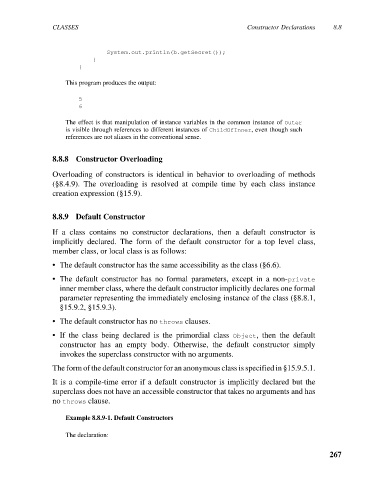 CLASSES Constructor Declarations 8.8
System.out.println(b.getSecret());
}
}
This program produces the output:
5
6
The effect is that manipulation of instance variables in the common instance of Outer
is visible through references to different instances of ChildOfInner, even though such
references are not aliases in the conventional sense.
8.8.8 Constructor Overloading
Overloading of constructors is identical in behavior to overloading of methods
(§8.4.9). The overloading is resolved at compile time by each class instance
creation expression (§15.9).
8.8.9 Default Constructor
If a class contains no constructor declarations, then a default constructor is
implicitly declared. The form of the default constructor for a top level class,
member class, or local class is as follows:
• The default constructor has the same accessibility as the class (§6.6).
• The default constructor has no formal parameters, except in a non-private
inner member class, where the default constructor implicitly declares one formal
parameter representing the immediately enclosing instance of the class (§8.8.1,
§15.9.2, §15.9.3).
• The default constructor has no throws clauses.
• If the class being declared is the primordial class Object, then the default
constructor has an empty body. Otherwise, the default constructor simply
invokes the superclass constructor with no arguments.
The form of the default constructor for an anonymous class is specified in §15.9.5.1.
It is a compile-time error if a default constructor is implicitly declared but the
superclass does not have an accessible constructor that takes no arguments and has
no throws clause.
Example 8.8.9-1. Default Constructors
The declaration:
267